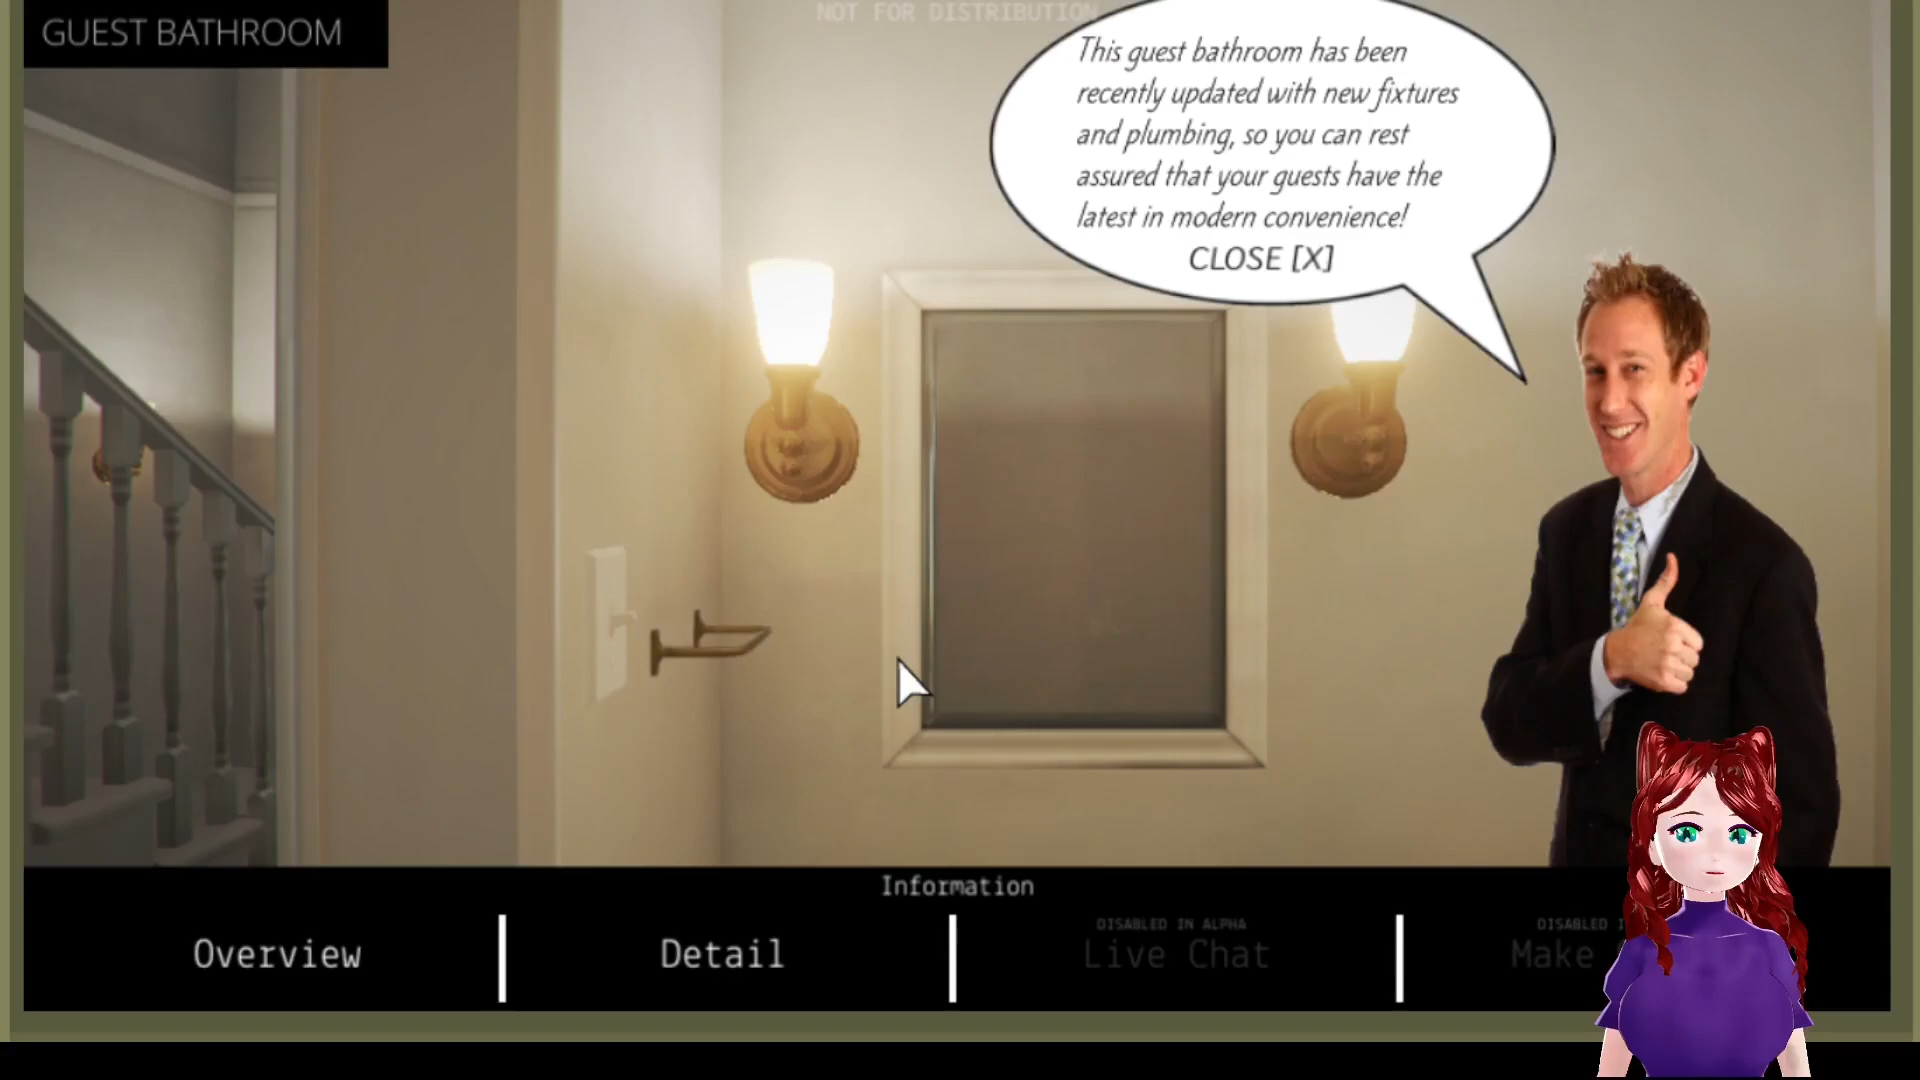 GUEST BATHROOM
NOT FOR DISTRIBUTION
This guest bathroom has been
recently updated with new fixtures
and plumbing, so you can rest
assured that your guests have the
latest in modern convenience!
CLOSE [X]
Information
Overview
Detail
DISABLED IN ALPHA
Live Chat
DISABLED
Make